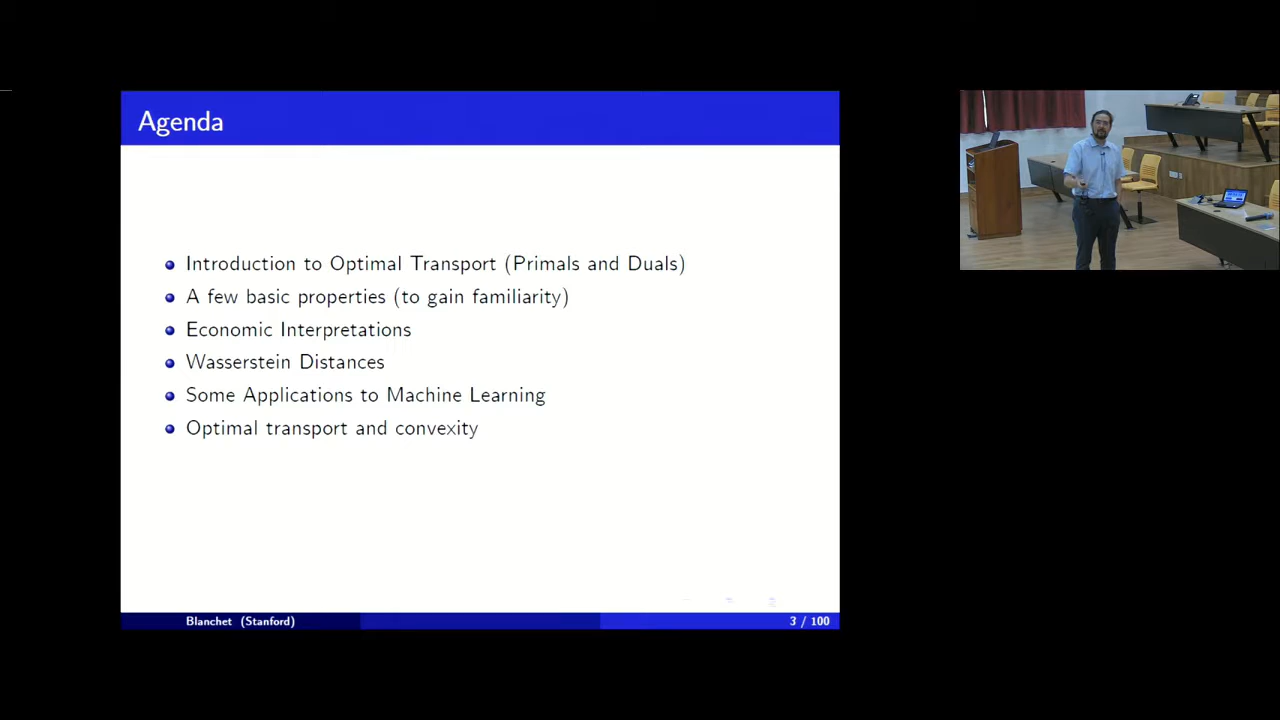 Agenda
Introduction to Optimal Transport (Primals and Duals)
A few basic properties (to gain familiarity)
Economic Interpretations
Wasserstein Distances
Some Applications to Machine Learning
Optimal transport and convexity
Blanchet (Stanford)
3 / 100